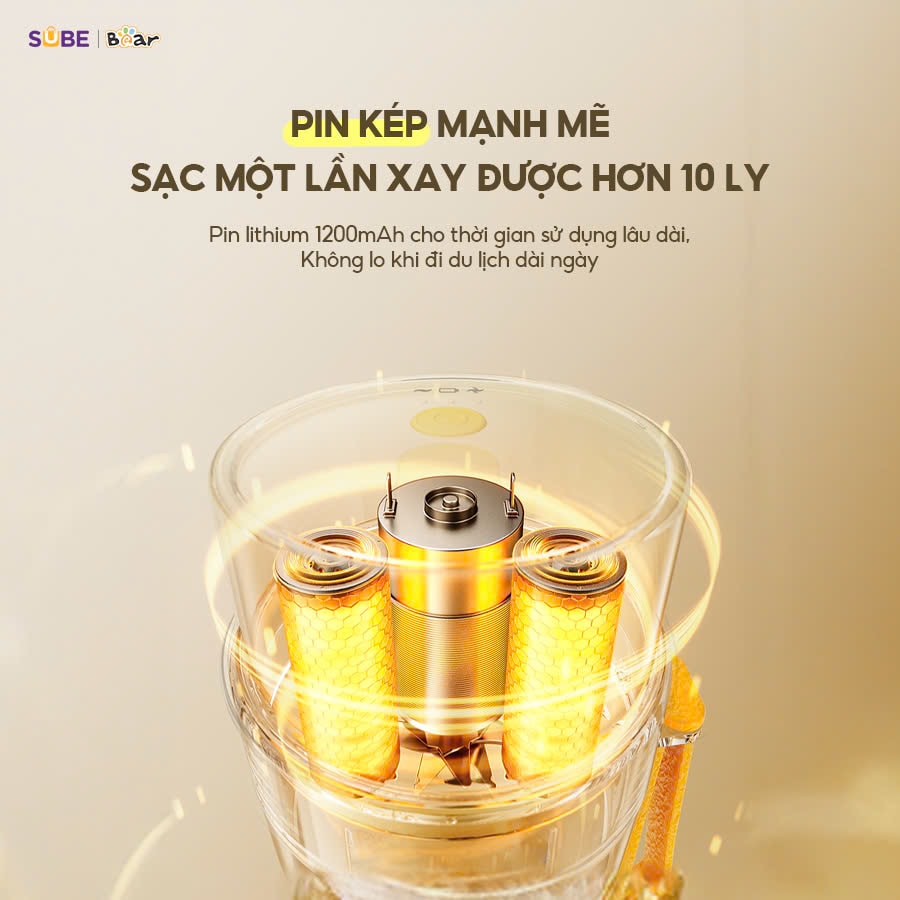 SUBE | Bear
PIN KÉP MẠNH MẼ
SẠC MỘT LẦN XAY ĐƯỢC HƠN 10 LY
Pin lithium 1200mAh cho thời gian sử dụng lâu dài,
Không lo khi đi du lịch dài ngày